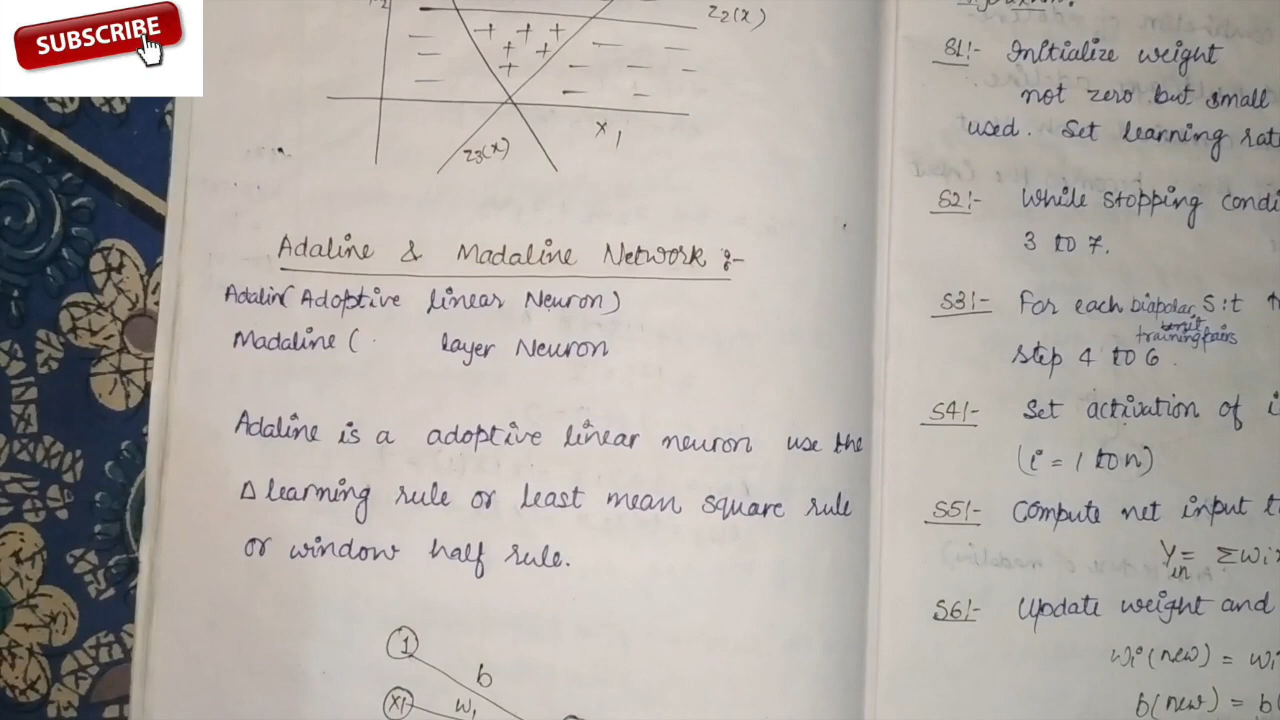 SUBSCRIBE
z2(x)
+ + +
+ +
+
x1
z3(x)
Adaline & Madaline Network :-
Adalin( Adoptive linear Neuron)
Madaline ( layer Neuron
Adaline is a adoptive linear neuron use the
Δ learning rule or least mean square rule
or window half rule.
1
b
x1
w1
S1:- Initialize weight
not zero but small
used. Set learning rat
S2:- While stopping condi
3 to 7.
S3:- For each biapolar S:t
training pairs
step 4 to 6.
S4:- Set activation of i
(i = 1 to n)
S5:- Compute net input t
Yin = Σwix
S6:- Update weight and
wi(new) = wi
b(new) = b